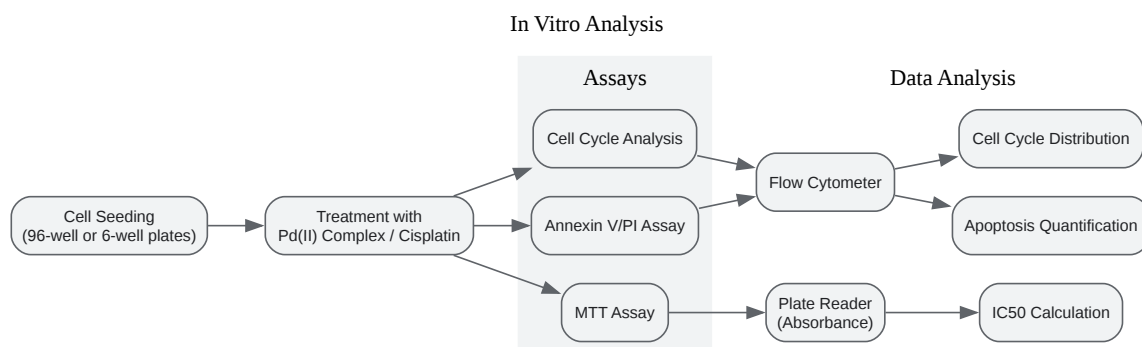 In Vitro Analysis
Assays
Data Analysis
Cell Cycle Analysis
Cell Cycle Distribution
Flow Cytometer
Cell Seeding
(96-well or 6-well plates)
Treatment with
Pd(II) Complex / Cisplatin
Annexin V/PI Assay
Apoptosis Quantification
MTT Assay
Plate Reader
(Absorbance)
IC50 Calculation